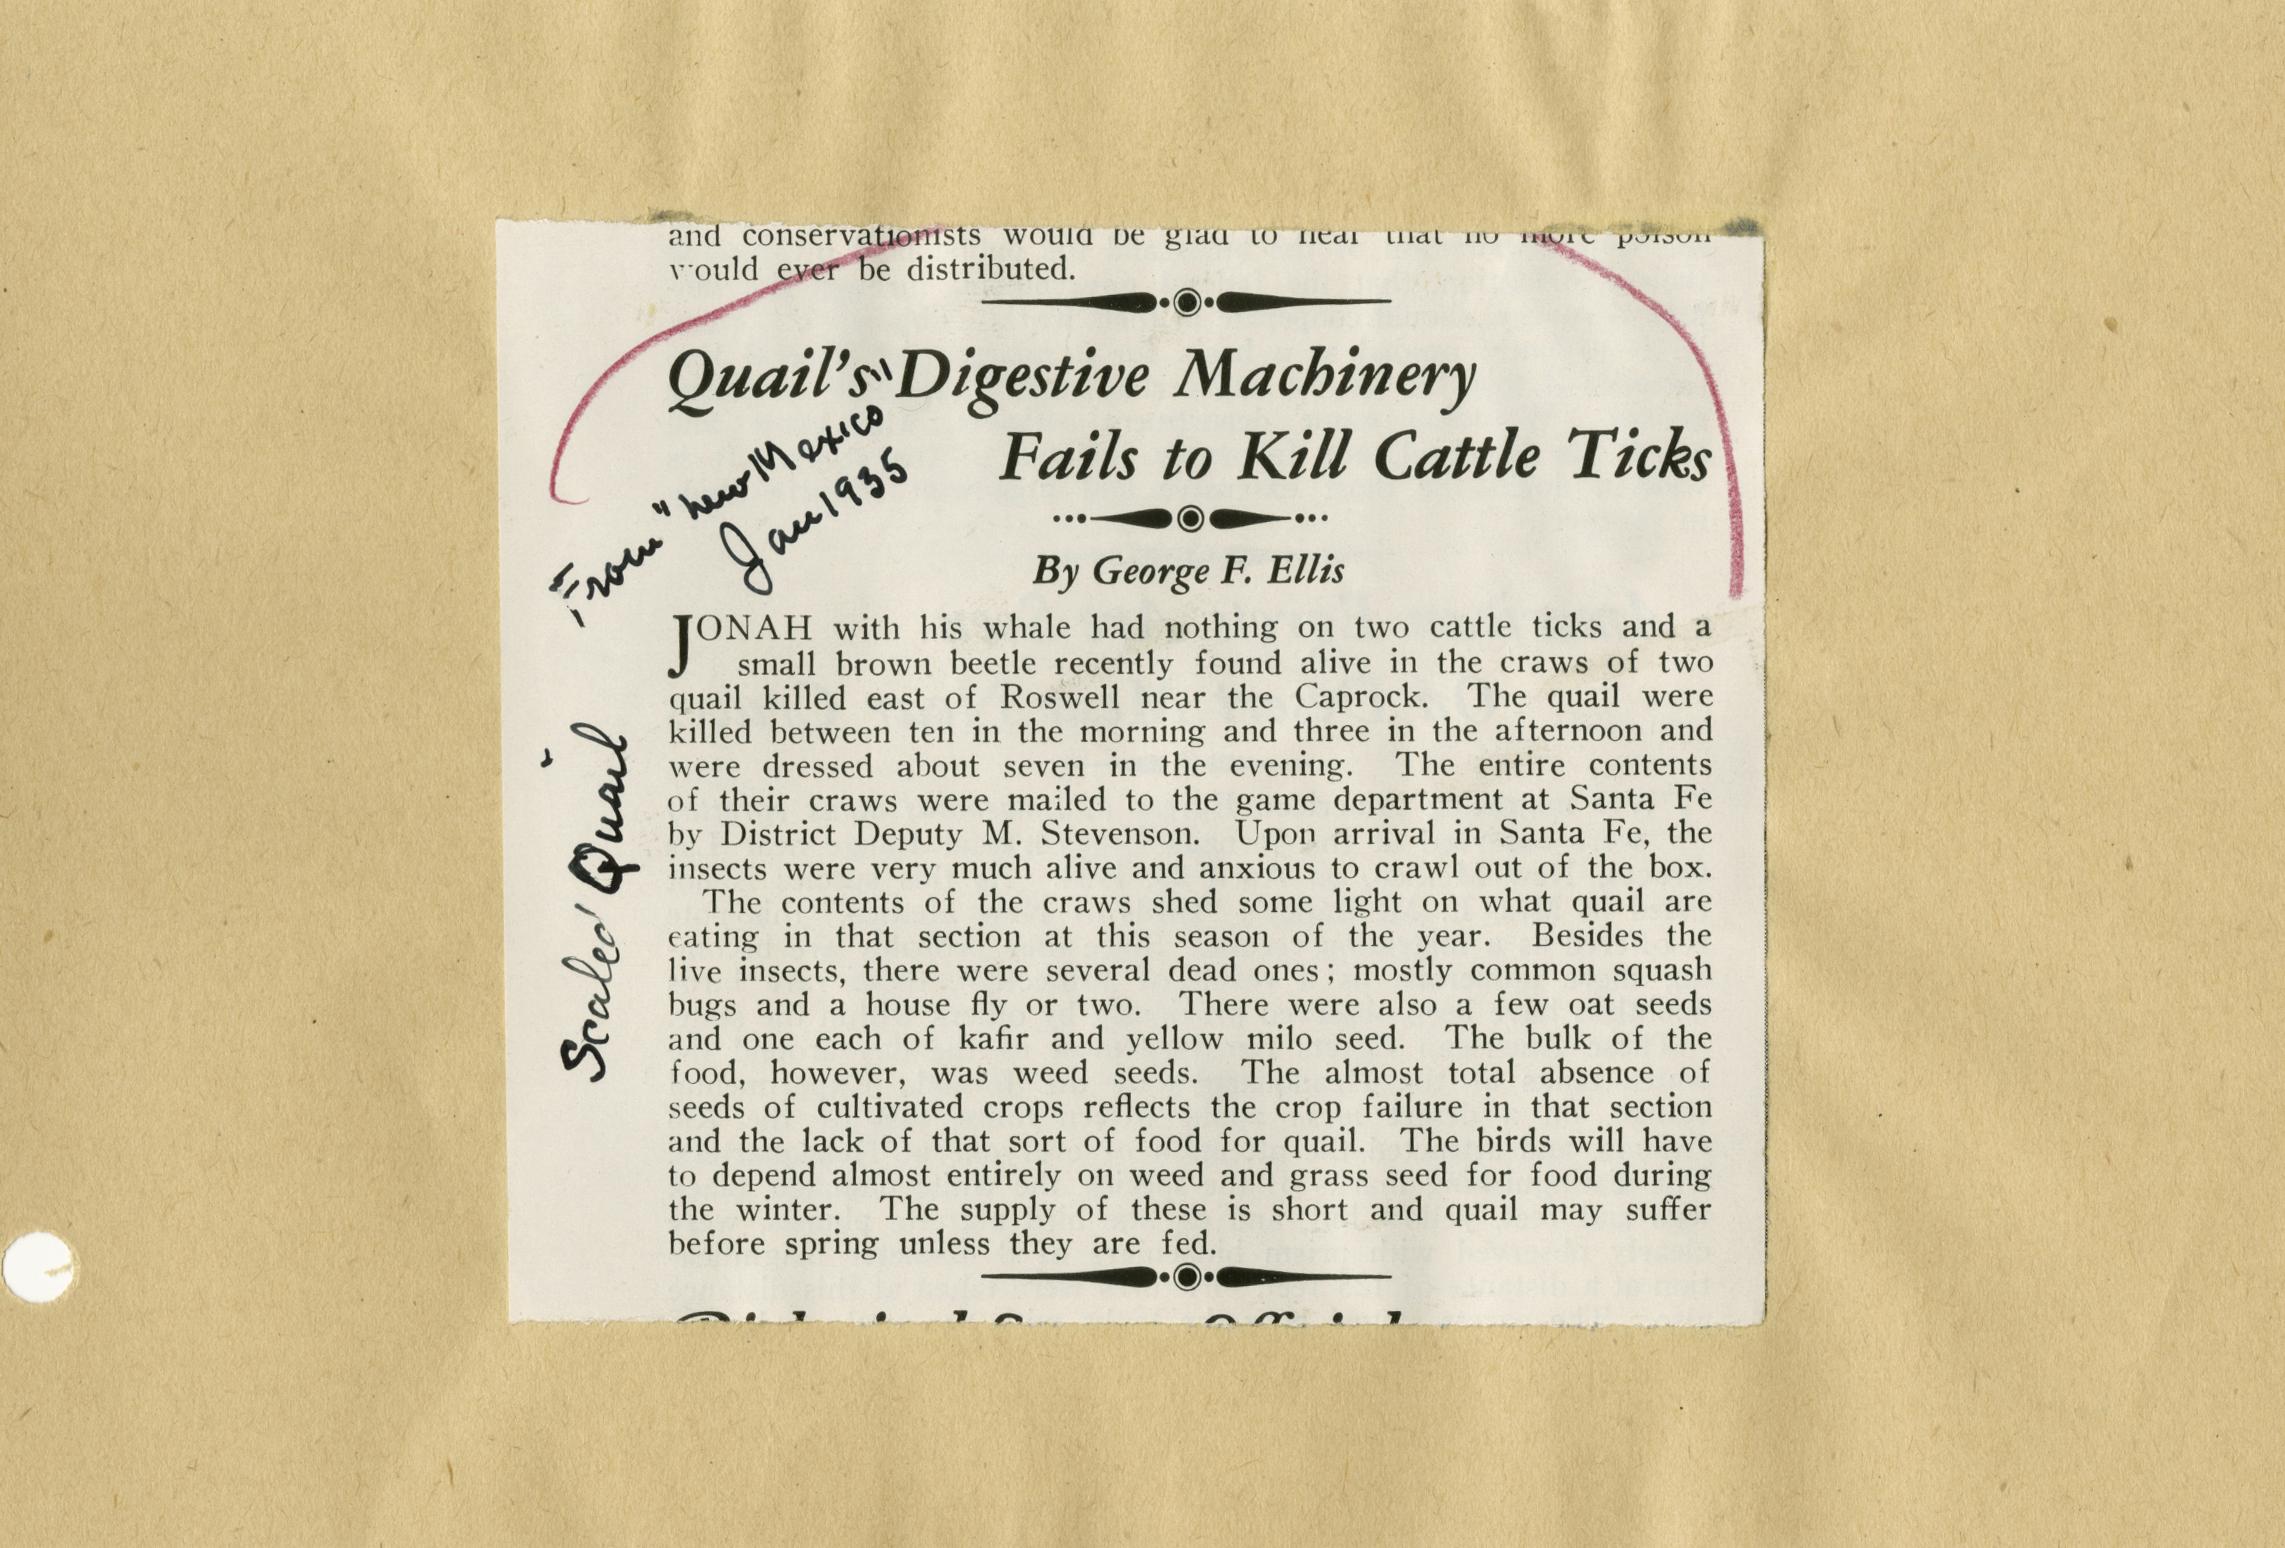 and conservationists would be glad to hear that no more poison
would ever be distributed.
Quail's Digestive Machinery
Fails to Kill Cattle Ticks
From "New Mexico"
Jan 1935
By George F. Ellis
JONAH with his whale had nothing on two cattle ticks and a
small brown beetle recently found alive in the craws of two
quail killed east of Roswell near the Caprock. The quail were
killed between ten in the morning and three in the afternoon and
were dressed about seven in the evening. The entire contents
of their craws were mailed to the game department at Santa Fe
by District Deputy M. Stevenson. Upon arrival in Santa Fe, the
insects were very much alive and anxious to crawl out of the box.
The contents of the craws shed some light on what quail are
eating in that section at this season of the year. Besides the
live insects, there were several dead ones; mostly common squash
bugs and a house fly or two. There were also a few oat seeds
and one each of kafir and yellow milo seed. The bulk of the
food, however, was weed seeds. The almost total absence of
seeds of cultivated crops reflects the crop failure in that section
and the lack of that sort of food for quail. The birds will have
to depend almost entirely on weed and grass seed for food during
the winter. The supply of these is short and quail may suffer
before spring unless they are fed.
Scaled Quail